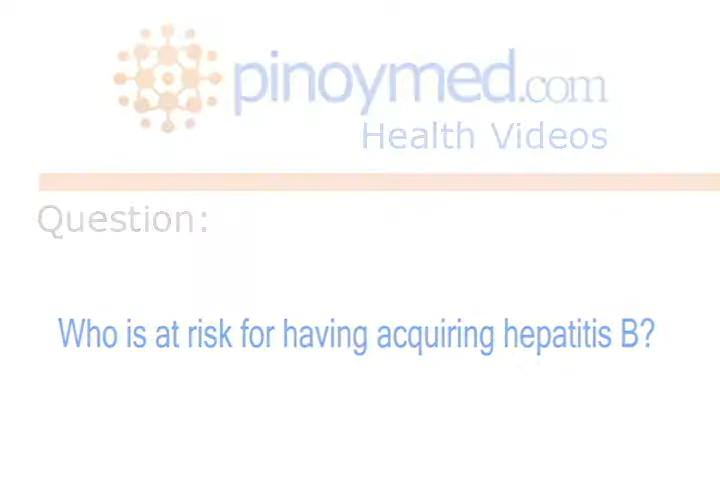 pinoymed.com
Health Videos
Question:
Who is at risk for having acquiring hepatitis B?